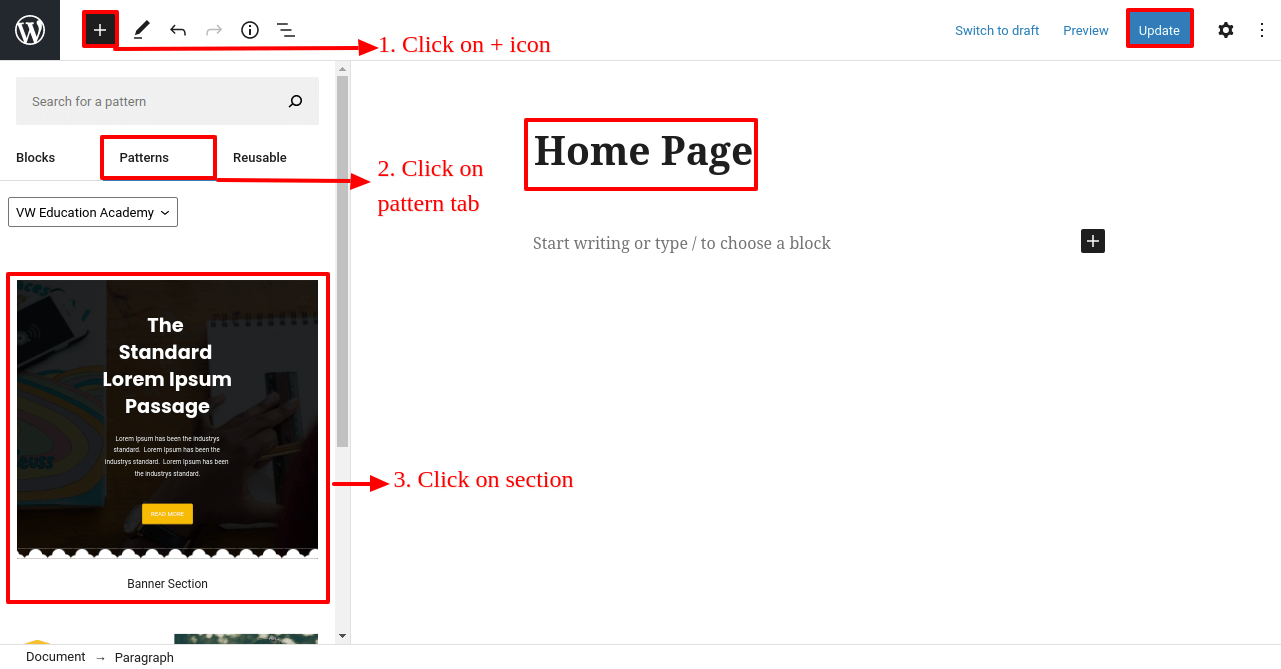 1. Click on + icon
Switch to draft
Preview
Update
Search for a pattern
Blocks
Patterns
Reusable
2. Click on
pattern tab
Home Page
VW Education Academy
Start writing or type / to choose a block
The
Standard
Lorem Ipsum
Passage
Lorem Ipsum has been the industrys
standard. Lorem Ipsum has been the
industrys standard. Lorem Ipsum has been
the industrys standard.
READ MORE
3. Click on section
Banner Section
Document → Paragraph